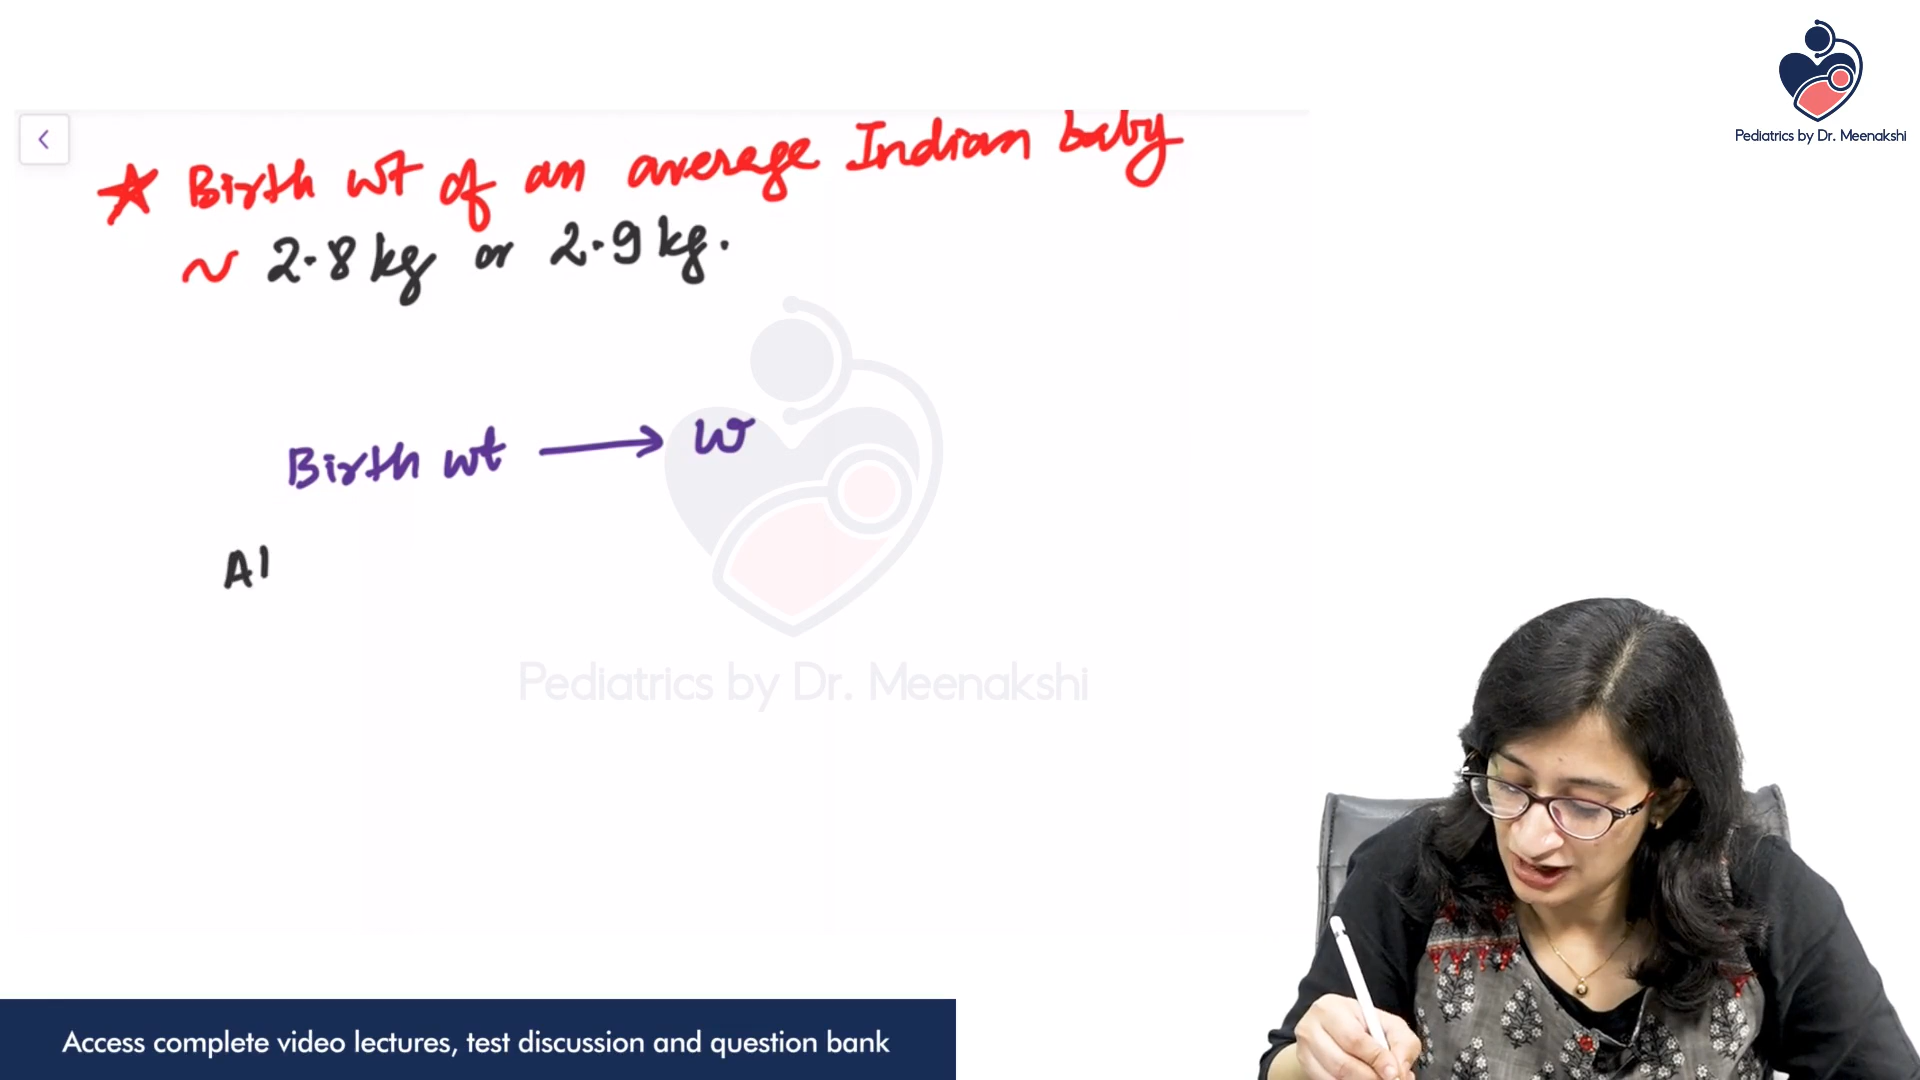 Pediatrics by Dr. Meenakshi
★ Birth wt of an average Indian baby
~ 2.8 kg or 2.9 kg.
Birth wt → W
Al
Pediatrics by Dr. Meenakshi
Access complete video lectures, test discussion and question bank